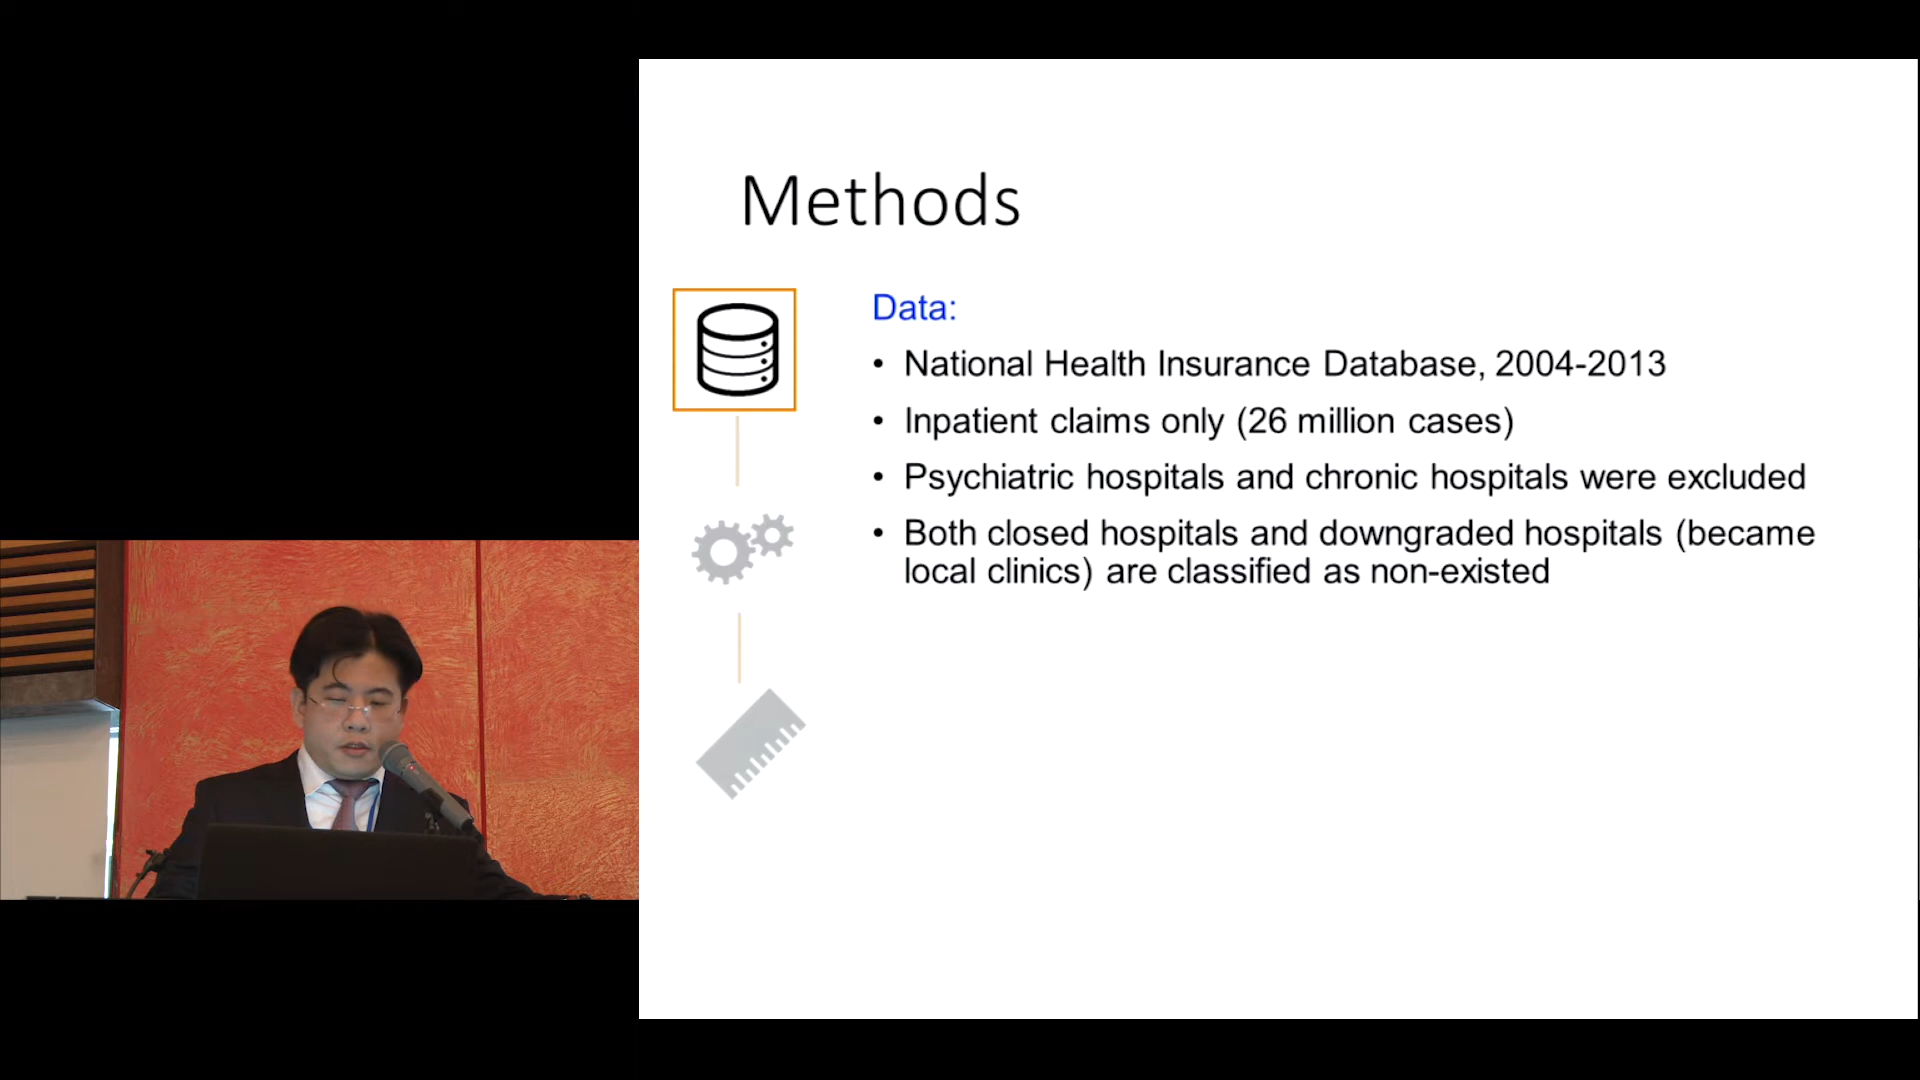 Methods
Data:
• National Health Insurance Database, 2004-2013
• Inpatient claims only (26 million cases)
• Psychiatric hospitals and chronic hospitals were excluded
• Both closed hospitals and downgraded hospitals (became
local clinics) are classified as non-existed